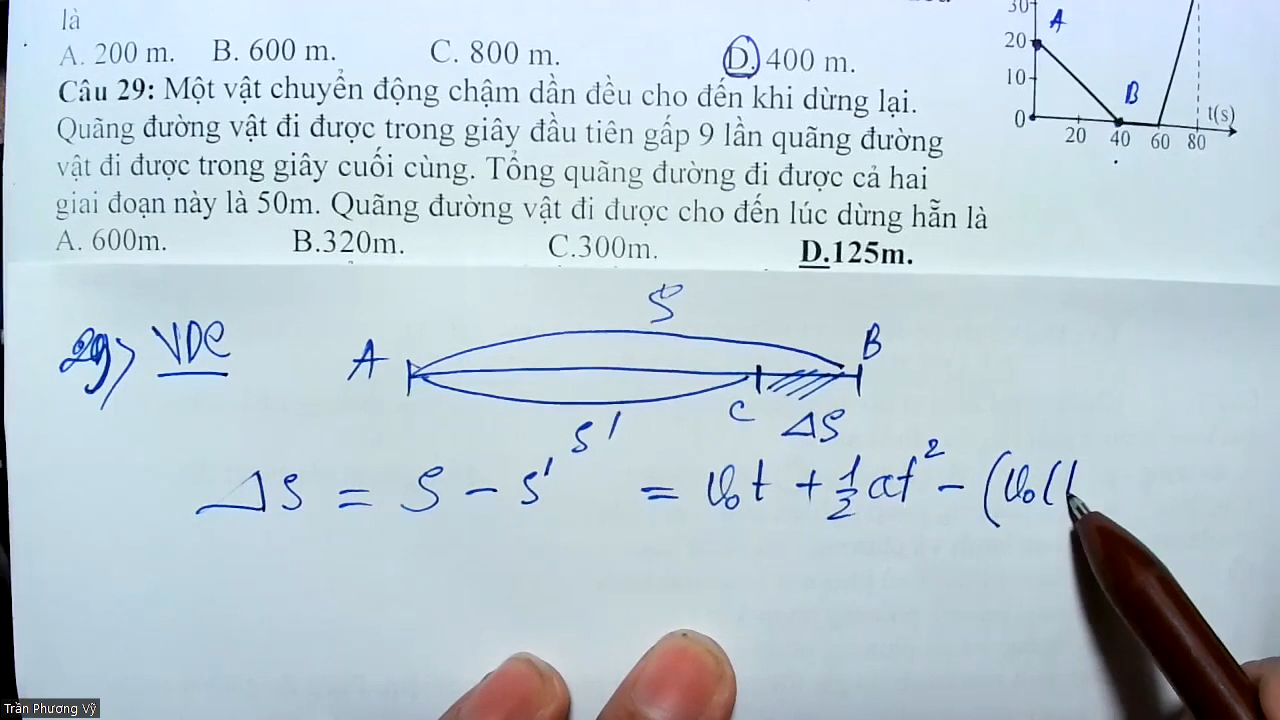 là
A. 200 m. B. 600 m. C. 800 m. D. 400 m.
Câu 29: Một vật chuyển động chậm dần đều cho đến khi dừng lại.
Quãng đường vật đi được trong giây đầu tiên gấp 9 lần quãng đường
vật đi được trong giây cuối cùng. Tổng quãng đường đi được cả hai
giai đoạn này là 50m. Quãng đường vật đi được cho đến lúc dừng hẵn là
A. 600m. B.320m. C.300m. D.125m.
30
20 A
10 B
0 20 40 60 80 t(s)
29) VDC
S
A B
C
S' ΔS
ΔS = S - S' = v₀t + 1/2 at² - (v₀(
Trần Phương Vỹ